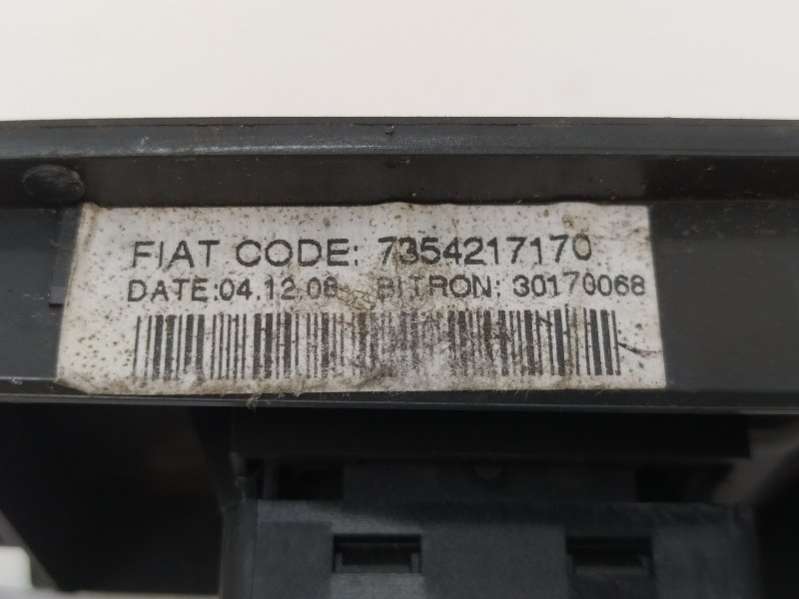 FIAT CODE: 7354217170
DATE:04.12.08 BITRON: 30170068